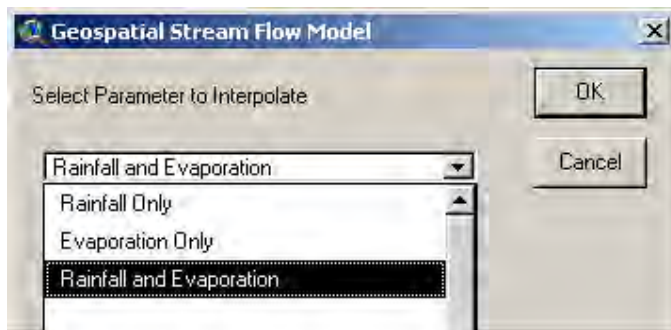 Geospatial Stream Flow Model
Select Parameter to Interpolate
OK
Rainfall and Evaporation
Cancel
Rainfall Only
Evaporation Only
Rainfall and Evaporation